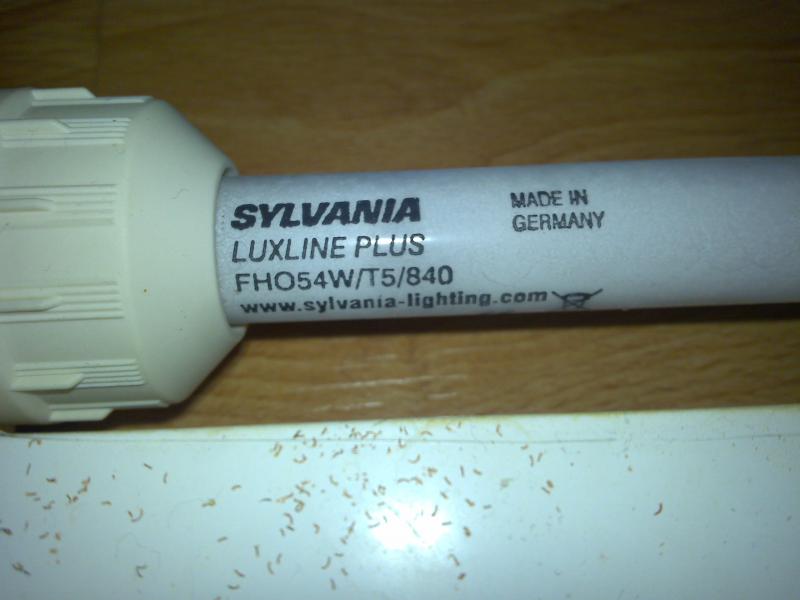 SYLVANIA
LUXLINE PLUS
FHO54W/T5/840
www.sylvania-lighting.com
MADE IN
GERMANY